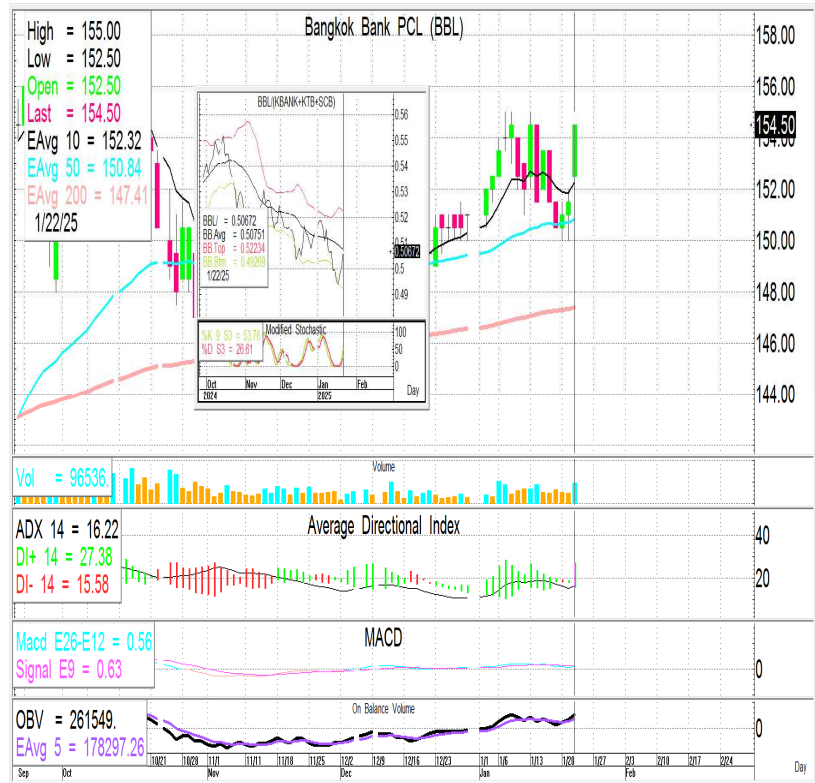 Bangkok Bank PCL (BBL)
High = 155.00
Low = 152.50
Open = 152.50
Last = 154.50
EAvg 10 = 152.32
EAvg 50 = 150.84
EAvg 200 = 147.41
1/22/25
158.00
156.00
154.50
152.00
150.00
148.00
146.00
144.00
BBL/(KBANK+KTB+SCB)
0.56
0.55
0.54
0.53
0.52
0.51
0.50672
0.5
0.49
BBL/ = 0.50672
BB Avg = 0.50751
BB Top = 0.52234
BB Btm = 0.49269
1/22/25
Modified Stochastic
%K 9 S3 = 53.76
%D S3 = 26.61
100
50
0
Oct Nov Dec Jan Feb
2024 2025
Day
Volume
Vol = 96536.
Average Directional Index
ADX 14 = 16.22
DI+ 14 = 27.38
DI- 14 = 15.58
40
20
MACD
Macd E26-E12 = 0.56
Signal E9 = 0.63
0
On Balance Volume
OBV = 261549.
EAvg 5 = 178297.26
0
10/21 10/28 11/1 11/11 11/18 11/25 12/2 12/9 12/16 12/23 1/1 1/6 1/13 1/20 1/27 2/3 2/10 2/17 2/24
Sep Oct Nov Dec Jan Feb
Day